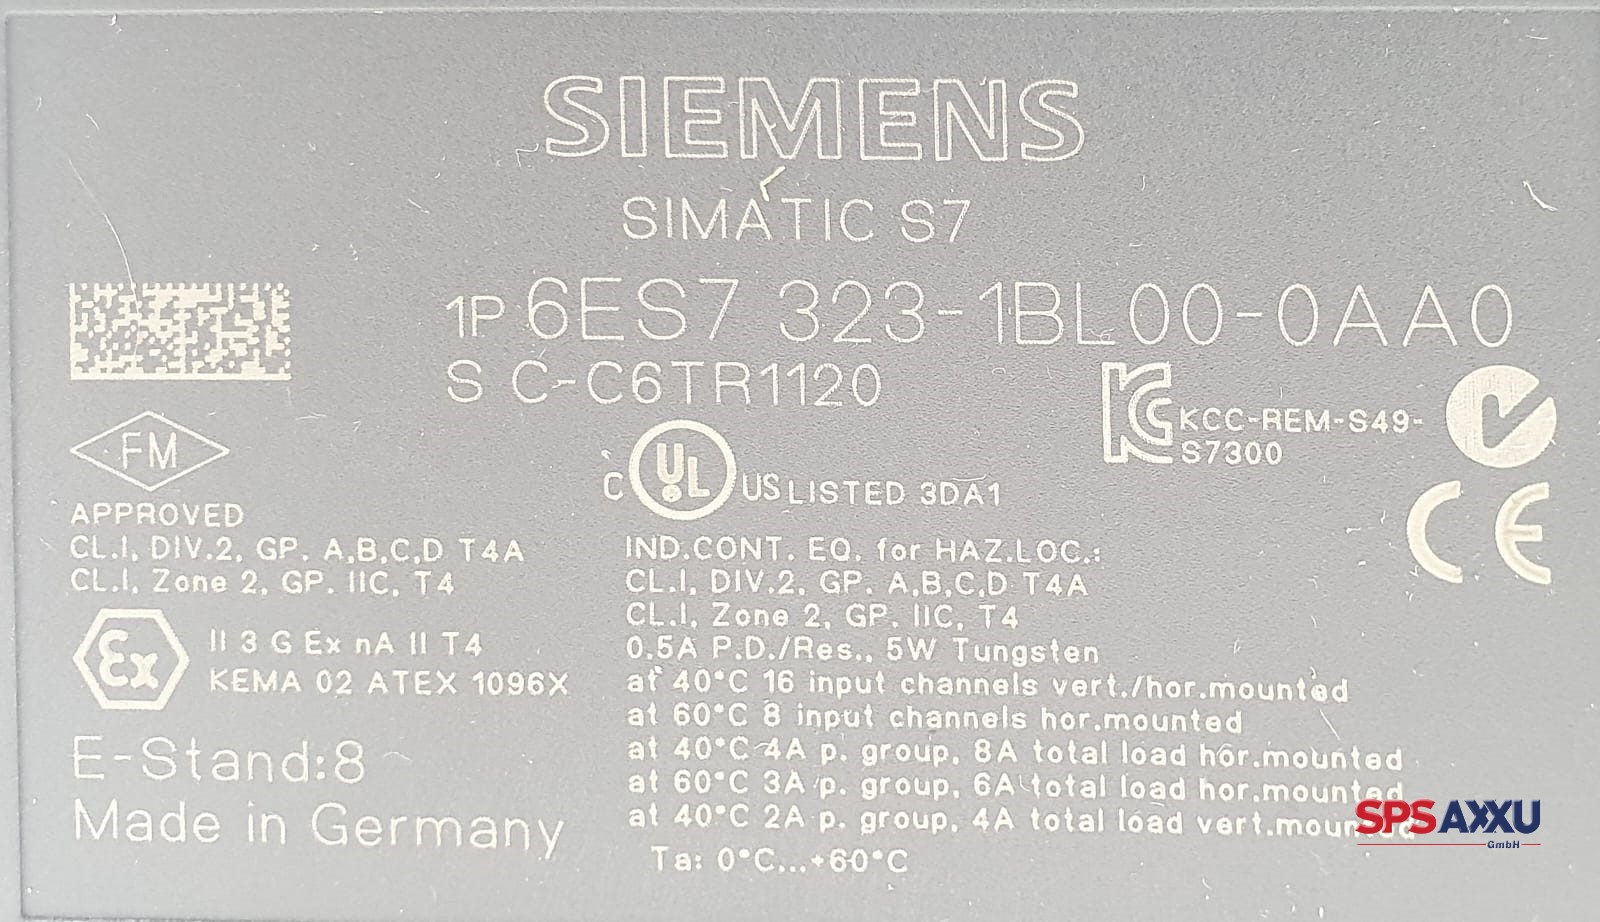 SIEMENS
SIMATIC S7
1P 6ES7 323-1BL00-0AA0
S C-C6TR1120
KCC-REM-S49-
S7300
FM
APPROVED
CL.I, DIV.2, GP. A,B,C,D T4A
CL.I, Zone 2, GP. IIC, T4
C UL US LISTED 3DA1
CE
IND.CONT. EQ. for HAZ.LOC.:
CL.I, DIV.2, GP. A,B,C,D T4A
CL.I, Zone 2, GP. IIC, T4
0.5A P.D./Res., 5W Tungsten
at 40°C 16 input channels vert./hor.mounted
at 60°C 8 input channels hor.mounted
at 40°C 4A p. group, 8A total load hor.mounted
at 60°C 3A p. group, 6A total load hor.mounted
at 40°C 2A p. group, 4A total load vert.mounted
Ta: 0°C...+60°C
Ex
II 3 G Ex nA II T4
KEMA 02 ATEX 1096X
E-Stand:8
Made in Germany
SPS AXXU
GmbH